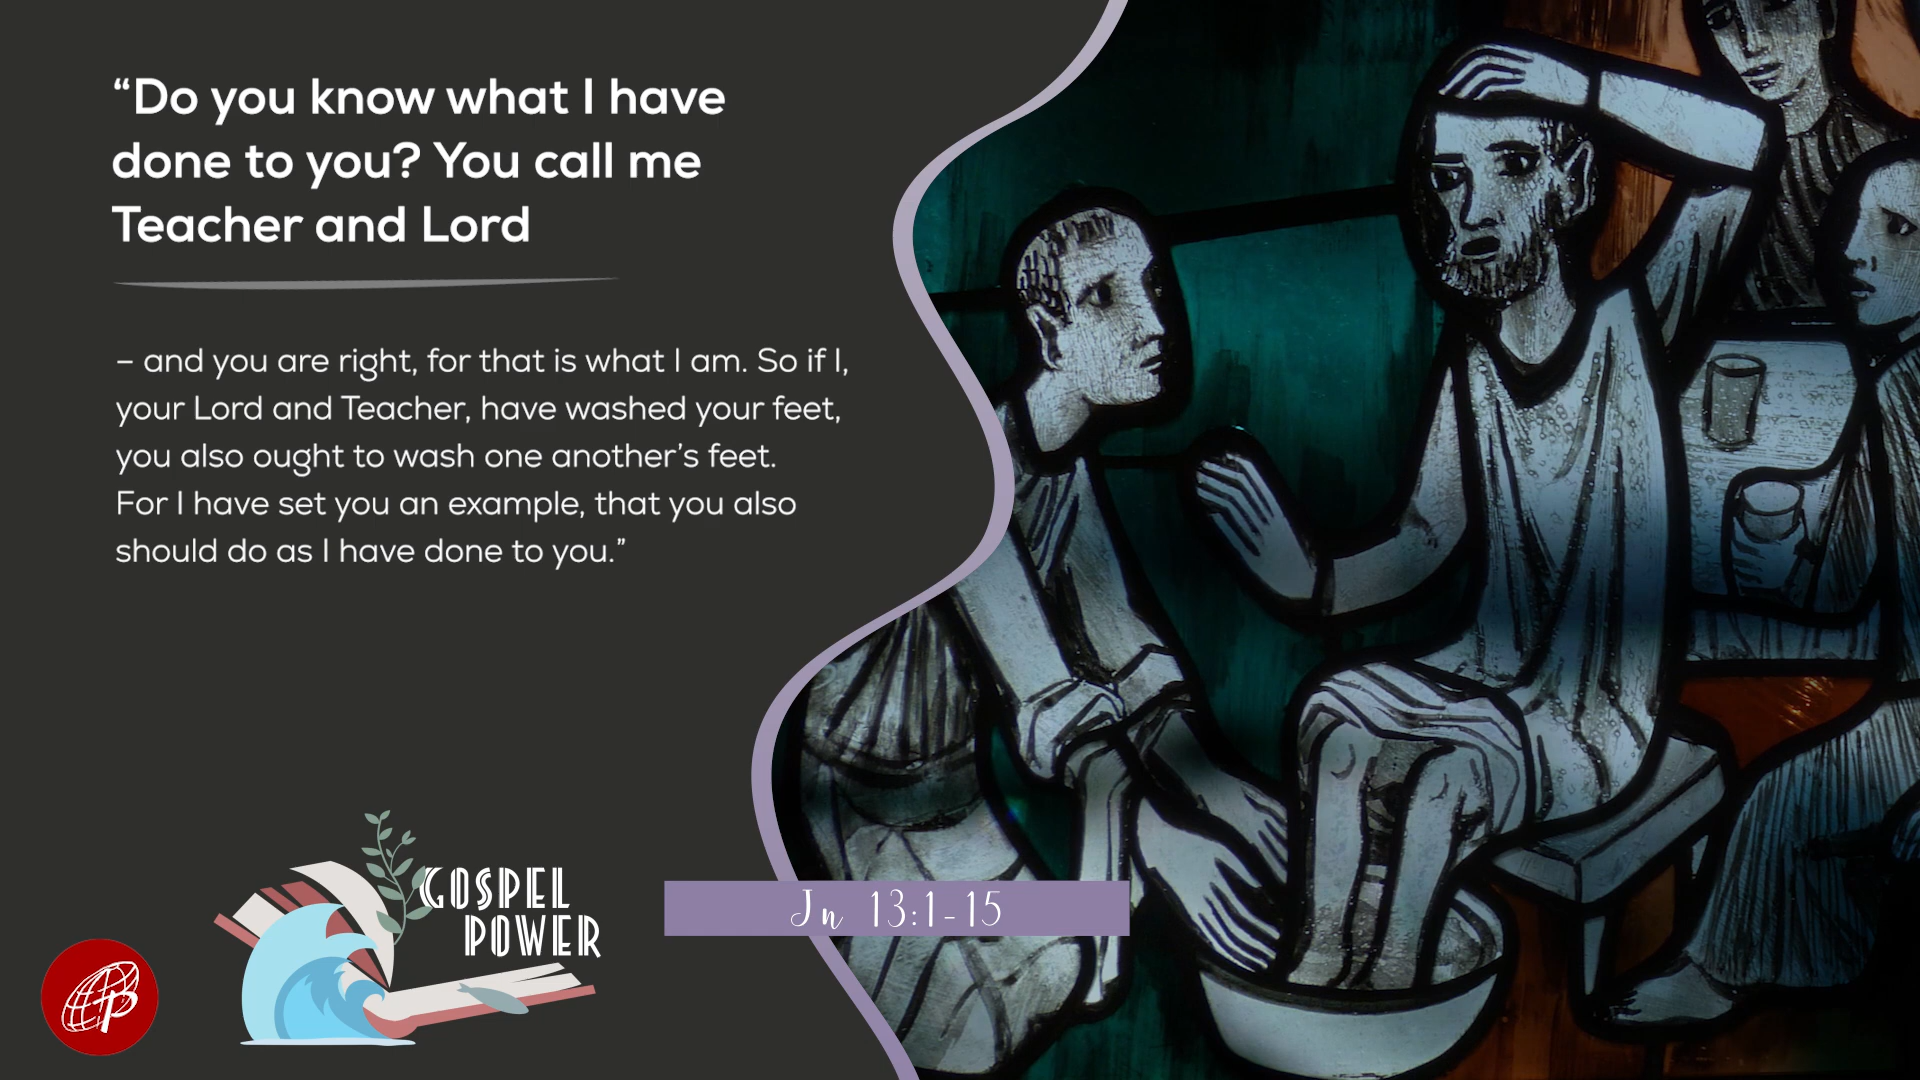 “Do you know what I have
done to you? You call me
Teacher and Lord
– and you are right, for that is what I am. So if I,
your Lord and Teacher, have washed your feet,
you also ought to wash one another’s feet.
For I have set you an example, that you also
should do as I have done to you.”
GOSPEL
POWER
Jn 13:1-15